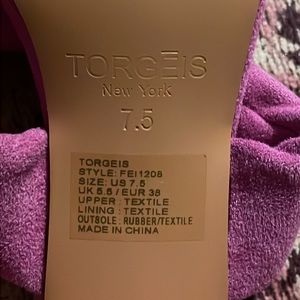 TORGĒIS
New York
7.5
TORGEIS
STYLE: FEI1208
SIZE: US 7.5
UK 5.5 / EUR 38
UPPER : TEXTILE
LINING : TEXTILE
OUTSOLE : RUBBER/TEXTILE
MADE IN CHINA